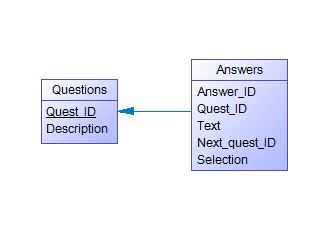 Questions
Quest_ID
Description
Answers
Answer_ID
Quest_ID
Text
Next_quest_ID
Selection